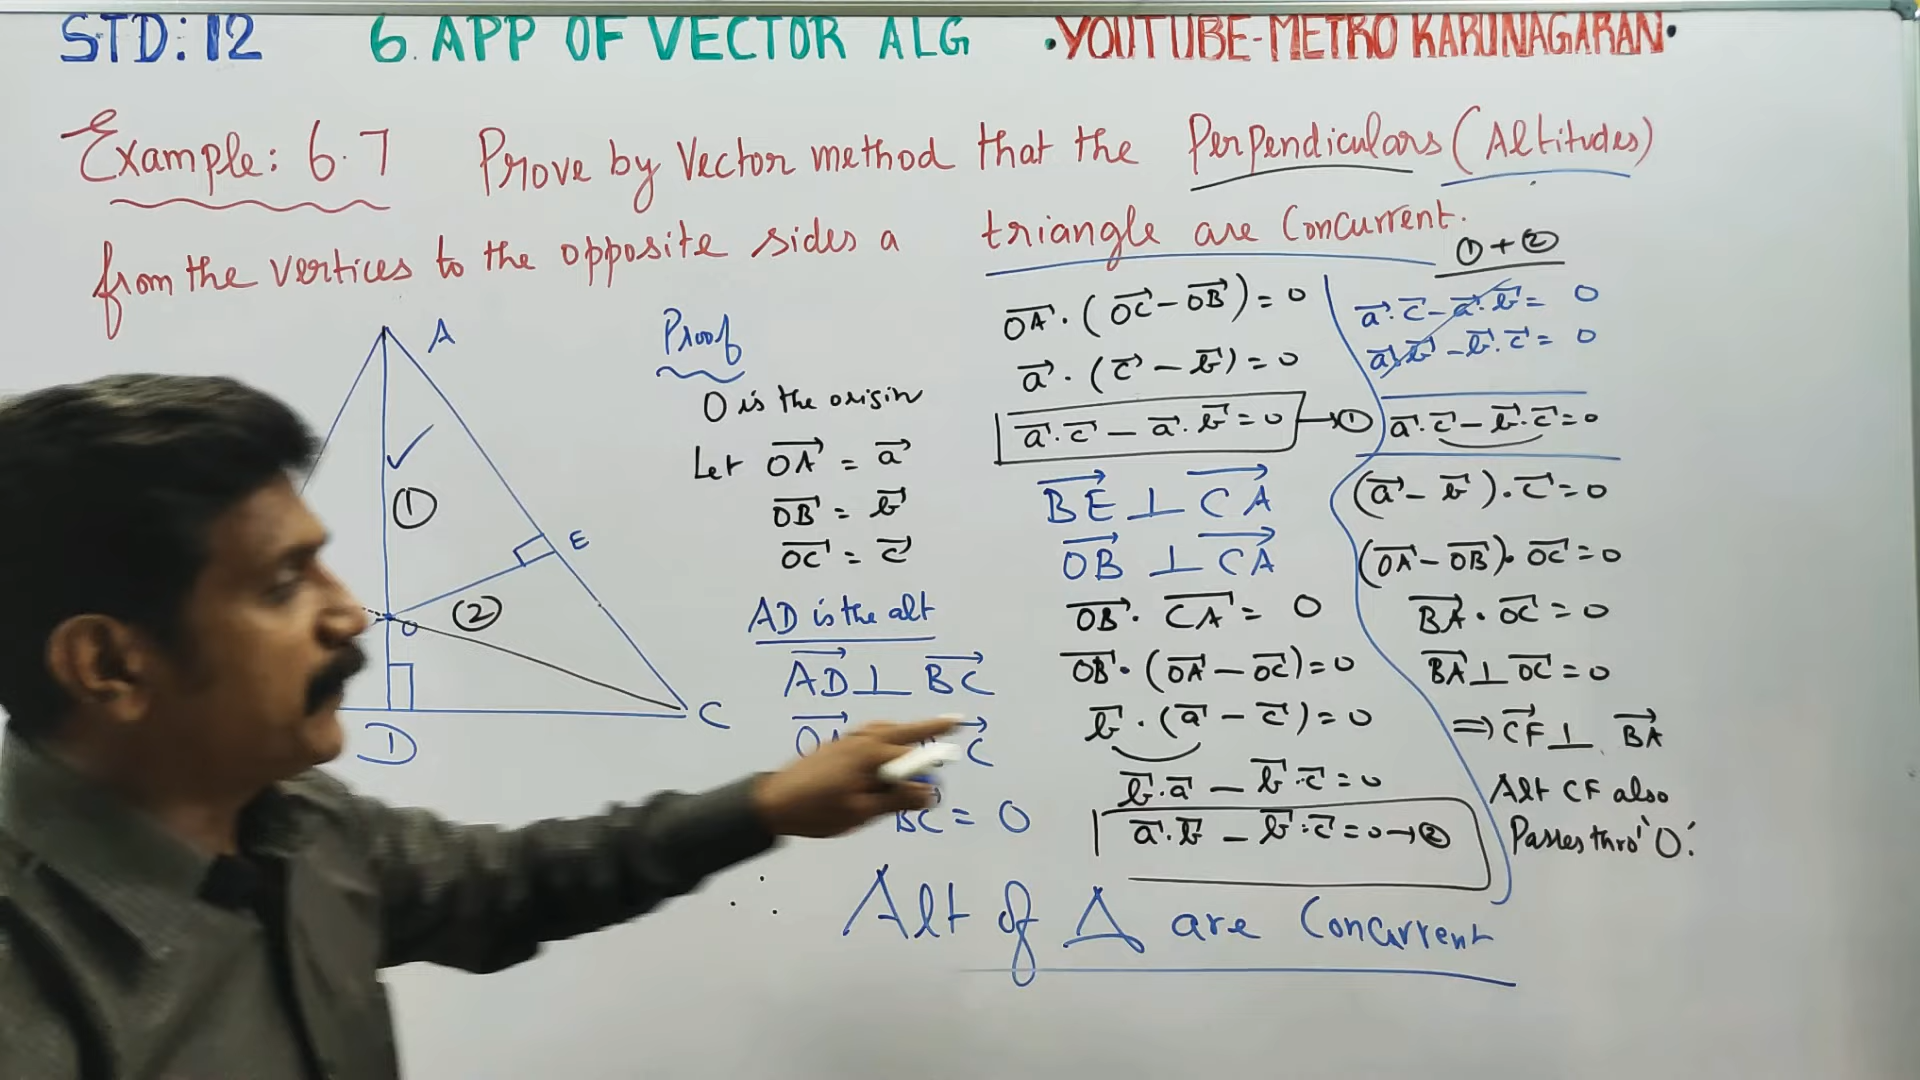 STD: 12 6. APP OF VECTOR ALG •YOUTUBE-METRO KARUNAGARAN•
Example: 6.7 Prove by Vector method that the Perpendiculars (Altitudes)
from the vertices to the opposite sides a triangle are Concurrent.
A
①
E
②
O
D
C
Proof
O is the origin
Let OA⃗ = a⃗
OB⃗ = b⃗
OC⃗ = c⃗
AD is the alt
AD⃗ ⊥ BC⃗
C⃗
BC⃗ = 0
OA⃗ · (OC⃗ − OB⃗) = 0
a⃗ · (c⃗ − b⃗) = 0
a⃗·c⃗ − a⃗·b⃗ = 0 → ①
BE⃗ ⊥ CA⃗
OB⃗ ⊥ CA⃗
OB⃗ · CA⃗ = 0
OB⃗ · (OA⃗ − OC⃗) = 0
b⃗ · (a⃗ − c⃗) = 0
b⃗·a⃗ − b⃗·c⃗ = 0
a⃗·b⃗ − b⃗·c⃗ = 0 → ②
① + ②
a⃗·c⃗ − a⃗·b⃗ = 0
a⃗·b⃗ − b⃗·c⃗ = 0
a⃗·c⃗ − b⃗·c⃗ = 0
(a⃗ − b⃗)·c⃗ = 0
(OA⃗ − OB⃗)·OC⃗ = 0
BA⃗ · OC⃗ = 0
BA⃗ ⊥ OC⃗ = 0
⇒ CF⃗ ⊥ BA⃗
Alt CF also
Passes thro' 'O'.
∴ Alt of Δ are Concurrent